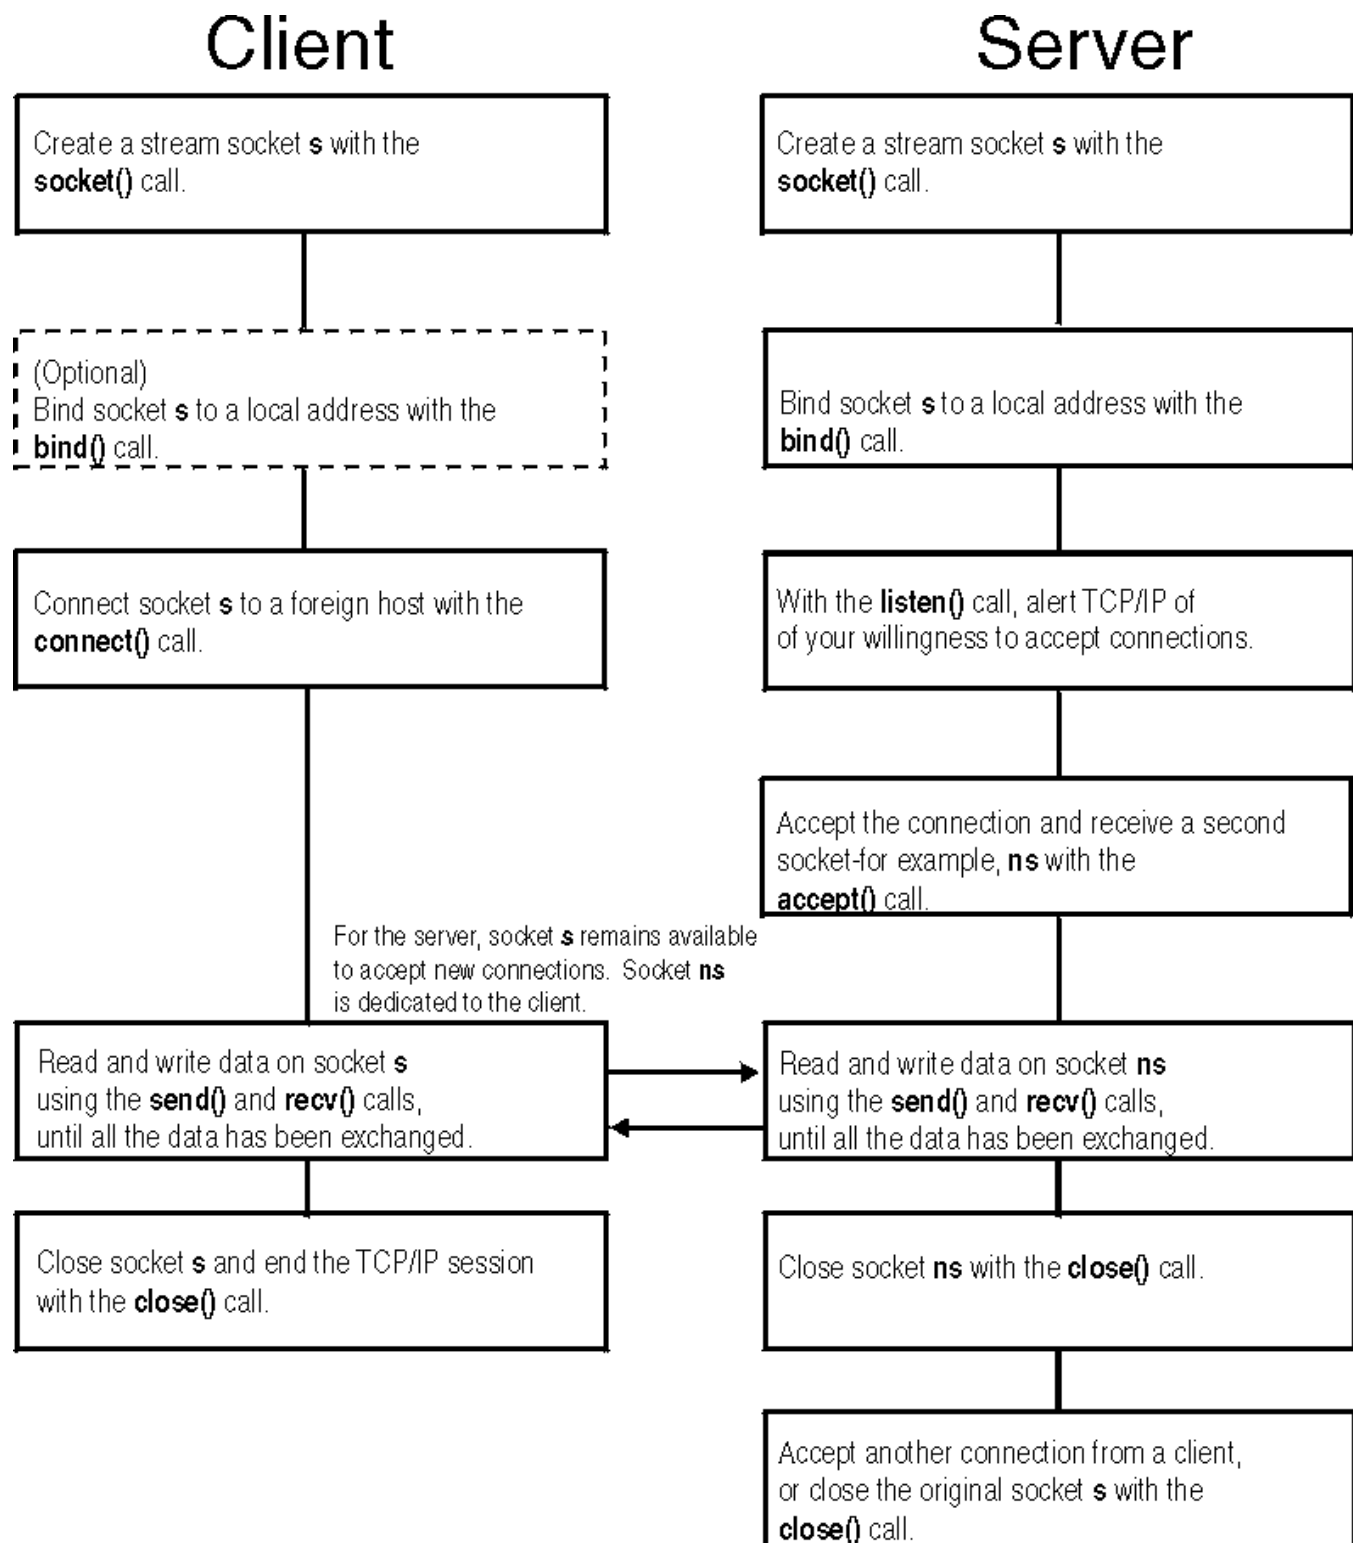 Client
Server
Create a stream socket s with the
socket() call.
Create a stream socket s with the
socket() call.
(Optional)
Bind socket s to a local address with the
bind() call.
Bind socket s to a local address with the
bind() call.
Connect socket s to a foreign host with the
connect() call.
With the listen() call, alert TCP/IP of
of your willingness to accept connections.
Accept the connection and receive a second
socket-for example, ns with the
accept() call.
For the server, socket s remains available
to accept new connections. Socket ns
is dedicated to the client.
Read and write data on socket s
using the send() and recv() calls,
until all the data has been exchanged.
Read and write data on socket ns
using the send() and recv() calls,
until all the data has been exchanged.
Close socket s and end the TCP/IP session
with the close() call.
Close socket ns with the close() call.
Accept another connection from a client,
or close the original socket s with the
close() call.